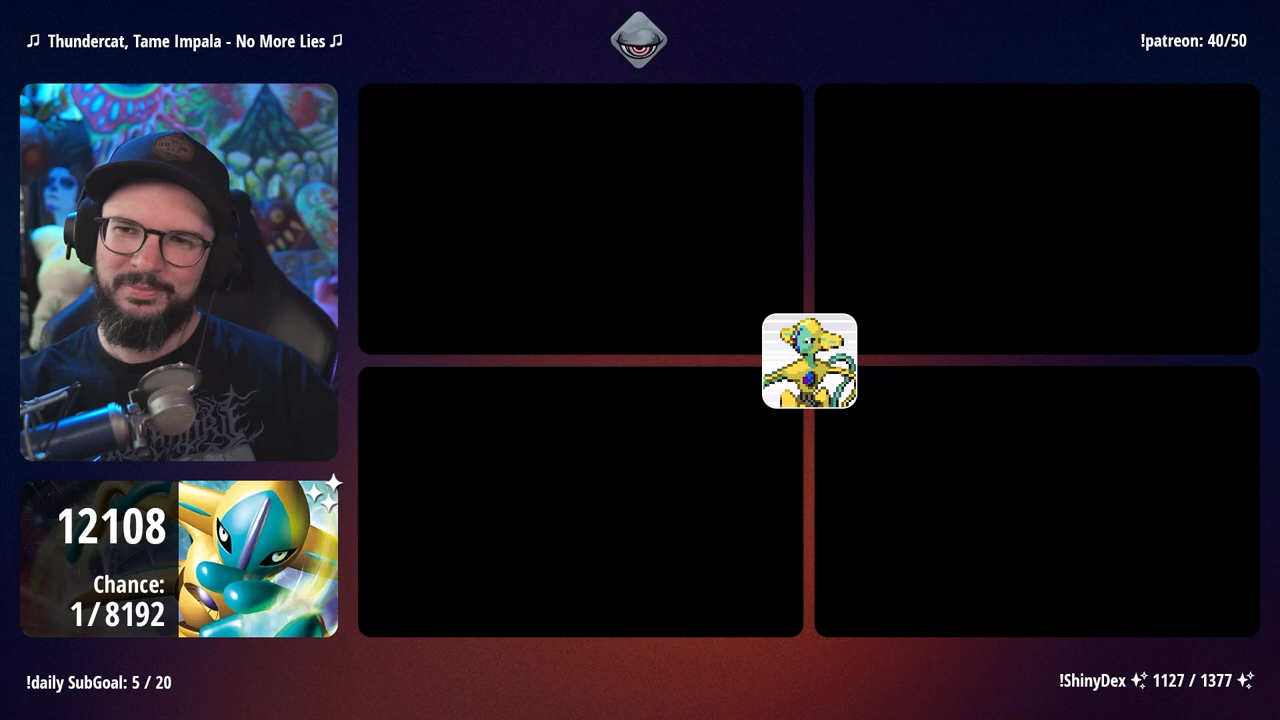 ♫ Thundercat, Tame Impala - No More Lies ♫
!patreon: 40/50
12108
Chance:
1/8192
!daily SubGoal: 5 / 20
!ShinyDex ✨ 1127 / 1377 ✨